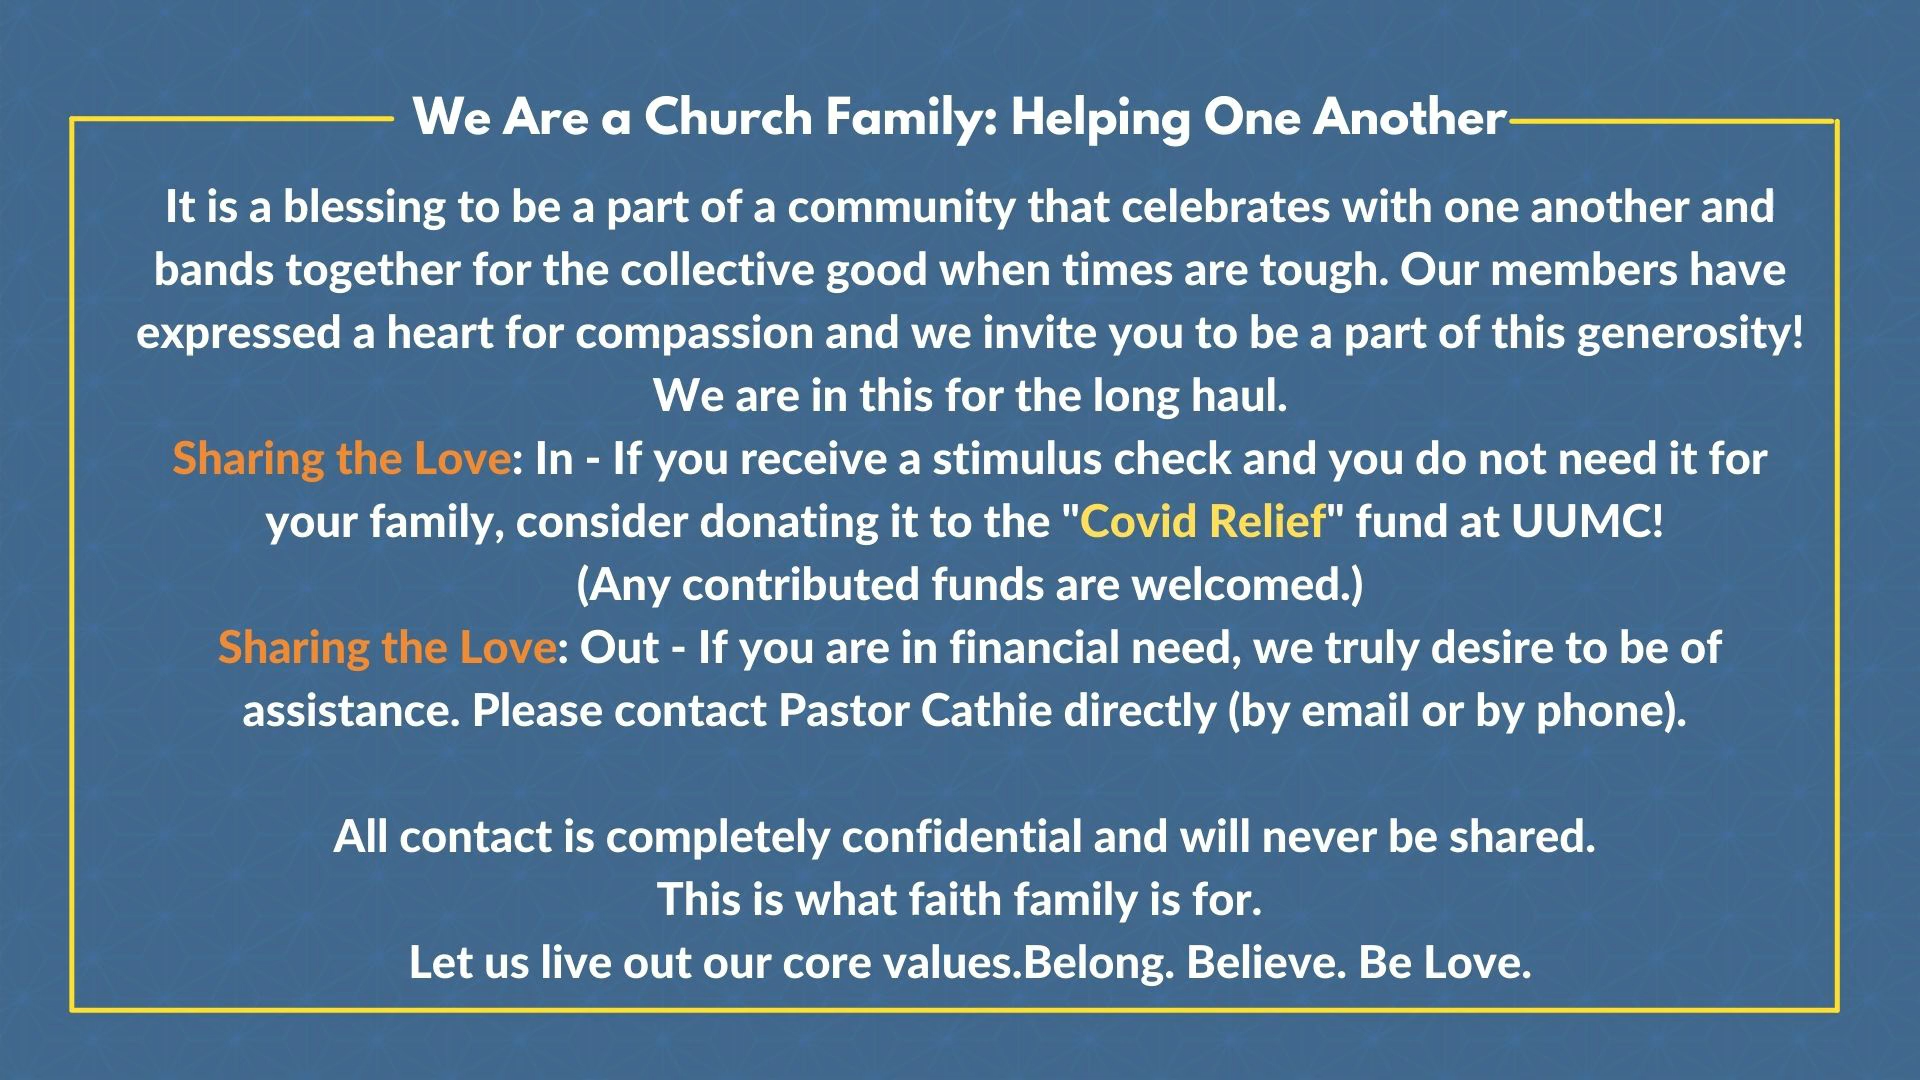 We Are a Church Family: Helping One Another
It is a blessing to be a part of a community that celebrates with one another and
bands together for the collective good when times are tough. Our members have
expressed a heart for compassion and we invite you to be a part of this generosity!
We are in this for the long haul.
Sharing the Love: In - If you receive a stimulus check and you do not need it for
your family, consider donating it to the "Covid Relief" fund at UUMC!
(Any contributed funds are welcomed.)
Sharing the Love: Out - If you are in financial need, we truly desire to be of
assistance. Please contact Pastor Cathie directly (by email or by phone).
All contact is completely confidential and will never be shared.
This is what faith family is for.
Let us live out our core values.Belong. Believe. Be Love.